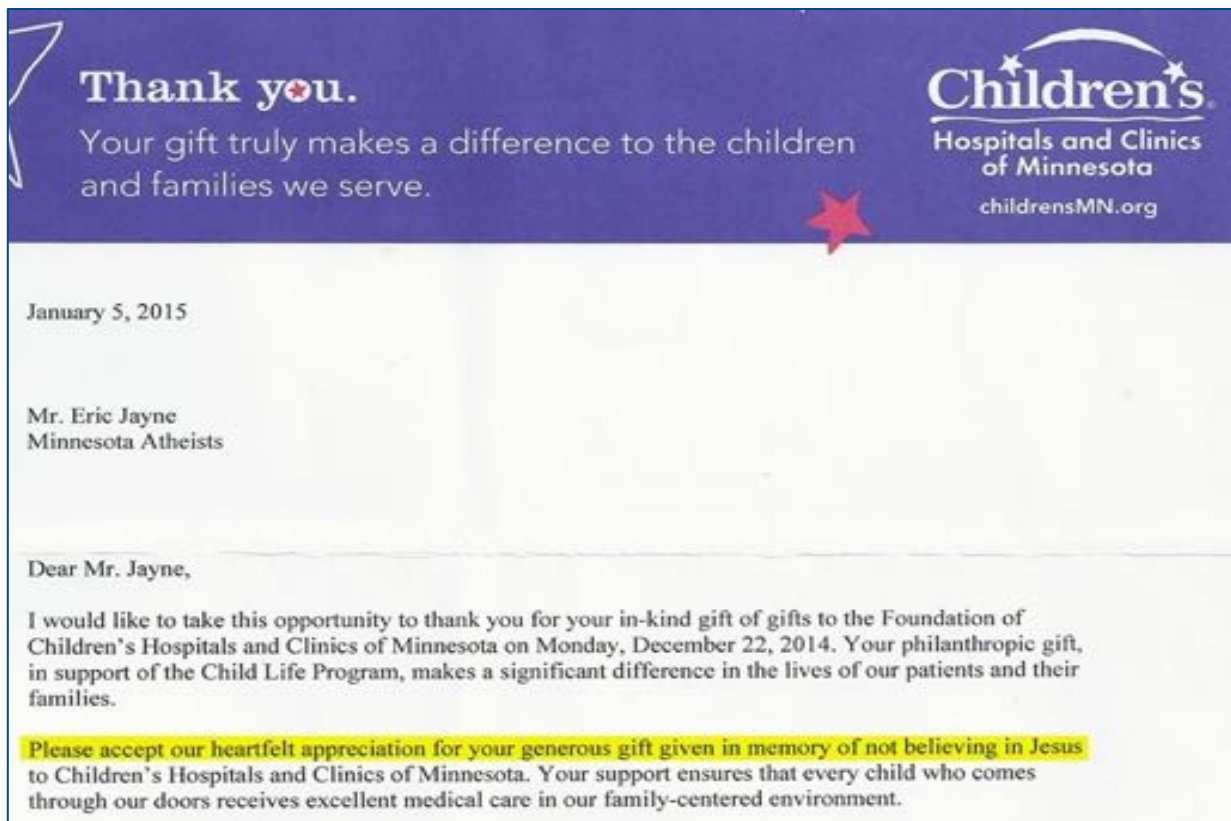 Thank you.
Your gift truly makes a difference to the children
and families we serve.
Children's
Hospitals and Clinics
of Minnesota
childrensMN.org
January 5, 2015
Mr. Eric Jayne
Minnesota Atheists
Dear Mr. Jayne,
I would like to take this opportunity to thank you for your in-kind gift of gifts to the Foundation of
Children's Hospitals and Clinics of Minnesota on Monday, December 22, 2014. Your philanthropic gift,
in support of the Child Life Program, makes a significant difference in the lives of our patients and their
families.
Please accept our heartfelt appreciation for your generous gift given in memory of not believing in Jesus
to Children's Hospitals and Clinics of Minnesota. Your support ensures that every child who comes
through our doors receives excellent medical care in our family-centered environment.